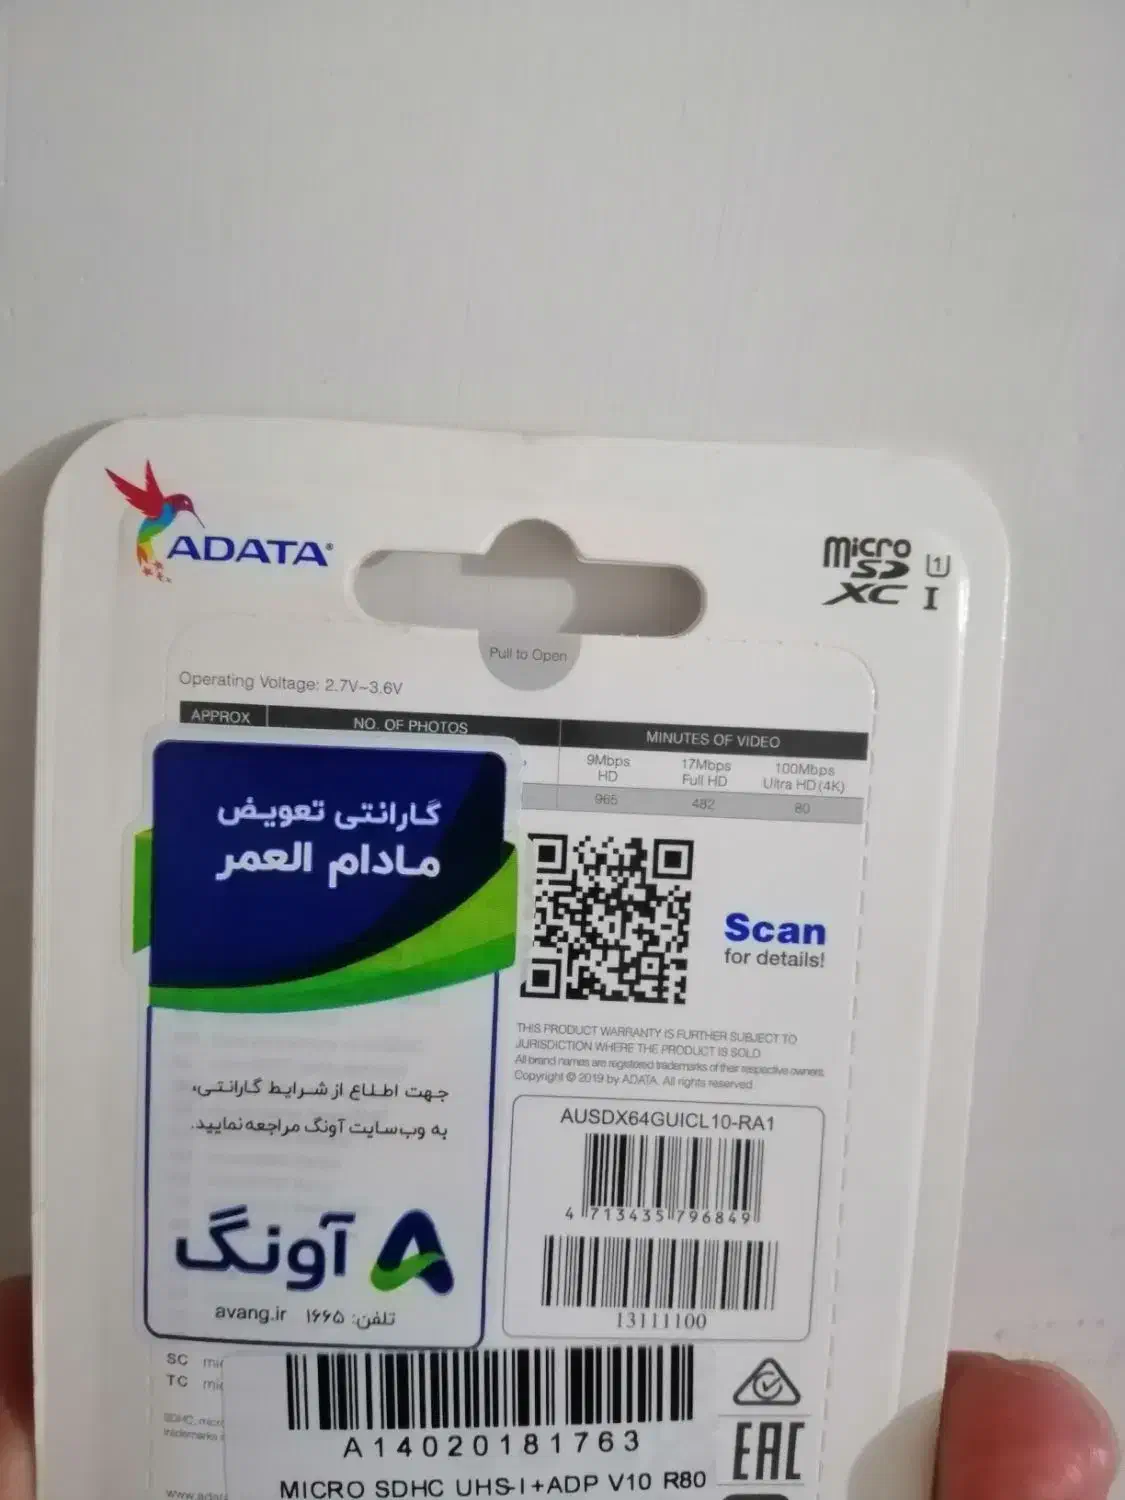 ADATA®
micro SD XC I 1
Pull to Open
Operating Voltage: 2.7V~3.6V
APPROX NO. OF PHOTOS MINUTES OF VIDEO
9Mbps HD 17Mbps Full HD 100Mbps Ultra HD (4K)
965 482 80
گارانتی تعویض
مادام العمر
Scan
for details!
THIS PRODUCT WARRANTY IS FURTHER SUBJECT TO
JURISDICTION WHERE THE PRODUCT IS SOLD
All brand names are registered trademarks of their respective owners.
Copyright © 2019 by ADATA. All rights reserved.
جهت اطلاع از شرایط گارانتی،
به وب‌سایت آونگ مراجعه نمایید.
آونگ
تلفن: ۱۶۶۵ avang.ir
AUSDX64GUICL10-RA1
4 713435 796849
13111100
SC
TC
SDHC, micro
trademarks
A14020181763
MICRO SDHC UHS-I+ADP V10 R80
EAC